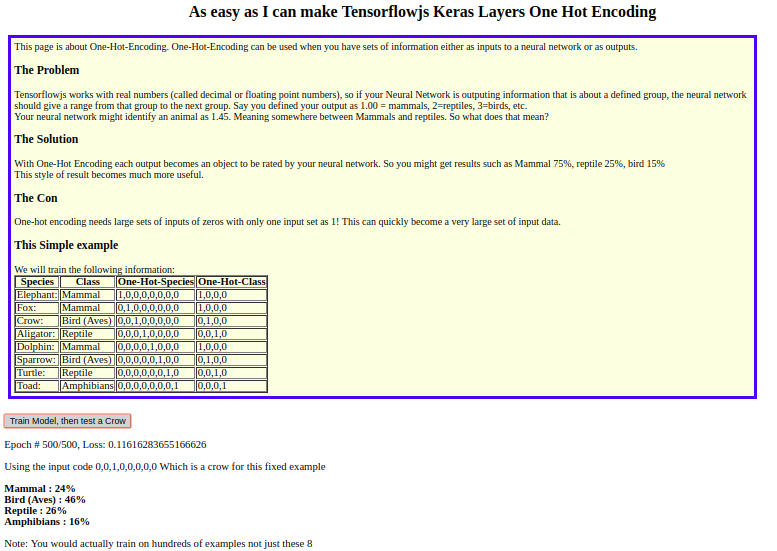 As easy as I can make Tensorflowjs Keras Layers One Hot Encoding
This page is about One-Hot-Encoding. One-Hot-Encoding can be used when you have sets of information either as inputs to a neural network or as outputs.
The Problem
Tensorflowjs works with real numbers (called decimal or floating point numbers), so if your Neural Network is outputing information that is about a defined group, the neural network
should give a range from that group to the next group. Say you defined your output as 1.00 = mammals, 2=reptiles, 3=birds, etc.
Your neural network might identify an animal as 1.45. Meaning somewhere between Mammals and reptiles. So what does that mean?
The Solution
With One-Hot Encoding each output becomes an object to be rated by your neural network. So you might get results such as Mammal 75%, reptile 25%, bird 15%
This style of result becomes much more useful.
The Con
One-hot encoding needs large sets of inputs of zeros with only one input set as 1! This can quickly become a very large set of input data.
This Simple example
We will train the following information:
Species Class One-Hot-Species One-Hot-Class
Elephant: Mammal 1,0,0,0,0,0,0,0 1,0,0,0
Fox: Mammal 0,1,0,0,0,0,0,0 1,0,0,0
Crow: Bird (Aves) 0,0,1,0,0,0,0,0 0,1,0,0
Aligator: Reptile 0,0,0,1,0,0,0,0 0,0,1,0
Dolphin: Mammal 0,0,0,0,1,0,0,0 1,0,0,0
Sparrow: Bird (Aves) 0,0,0,0,0,1,0,0 0,1,0,0
Turtle: Reptile 0,0,0,0,0,0,1,0 0,0,1,0
Toad: Amphibians 0,0,0,0,0,0,0,1 0,0,0,1
Train Model, then test a Crow
Epoch # 500/500, Loss: 0.11616283655166626
Using the input code 0,0,1,0,0,0,0,0 Which is a crow for this fixed example
Mammal : 24%
Bird (Aves) : 46%
Reptile : 26%
Amphibians : 16%
Note: You would actually train on hundreds of examples not just these 8